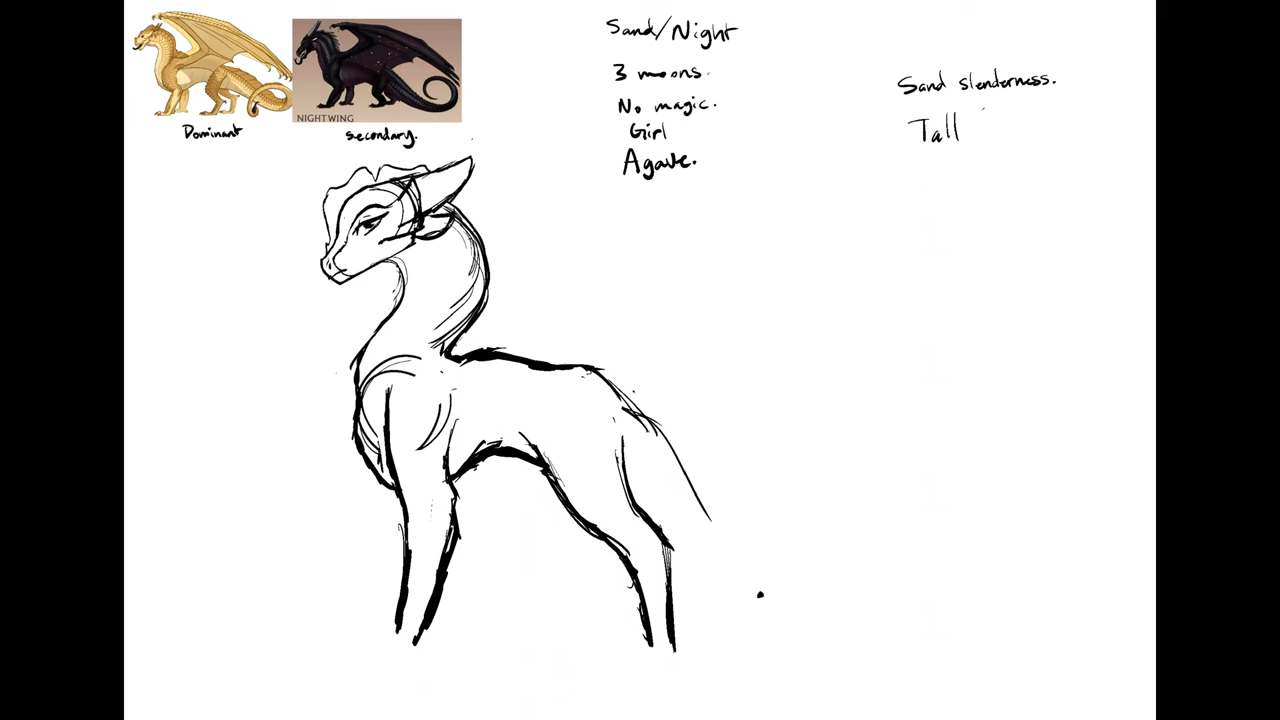 NIGHTWING
Dominant
secondary.
Sand/Night
3 moons.
No magic.
Girl
Agave.
Sand slenderness.
Tall